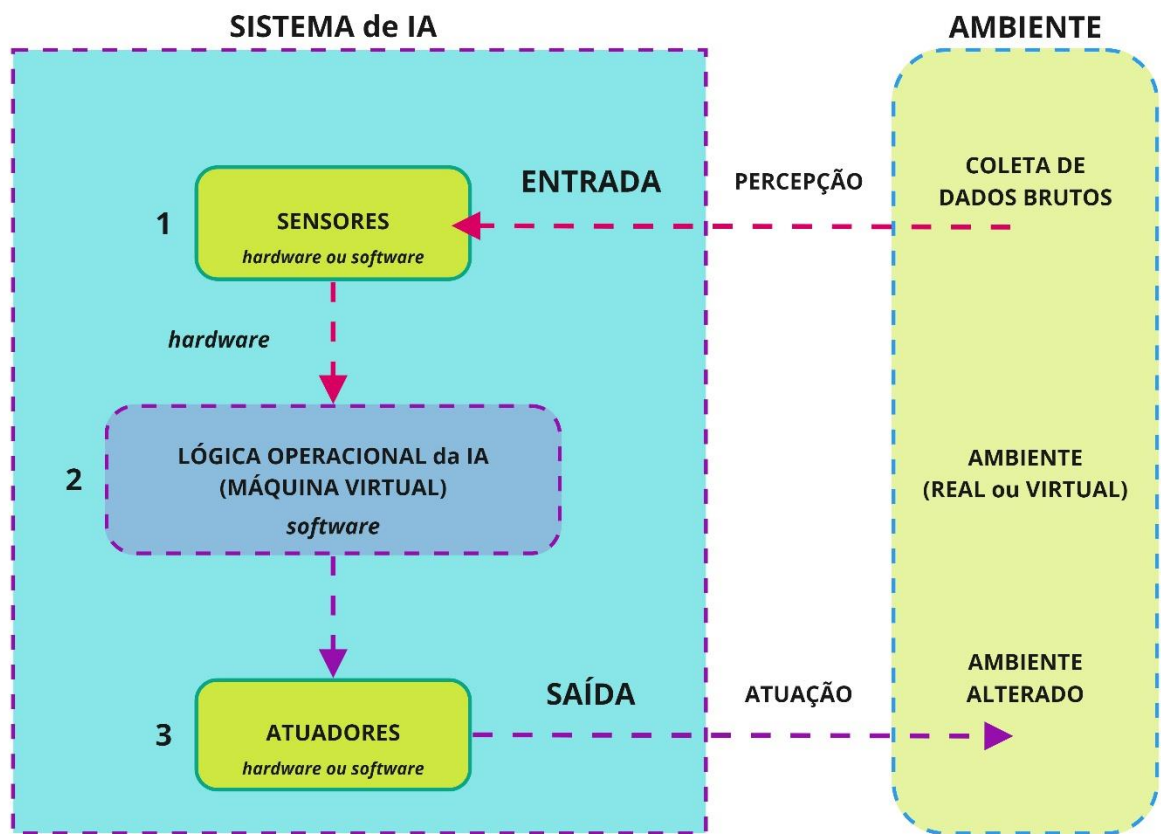 SISTEMA de IA
AMBIENTE
ENTRADA
PERCEPÇÃO
COLETA DE
DADOS BRUTOS
1
SENSORES
hardware ou software
hardware
2
LÓGICA OPERACIONAL da IA
(MÁQUINA VIRTUAL)
software
AMBIENTE
(REAL ou VIRTUAL)
SAÍDA
ATUAÇÃO
AMBIENTE
ALTERADO
3
ATUADORES
hardware ou software